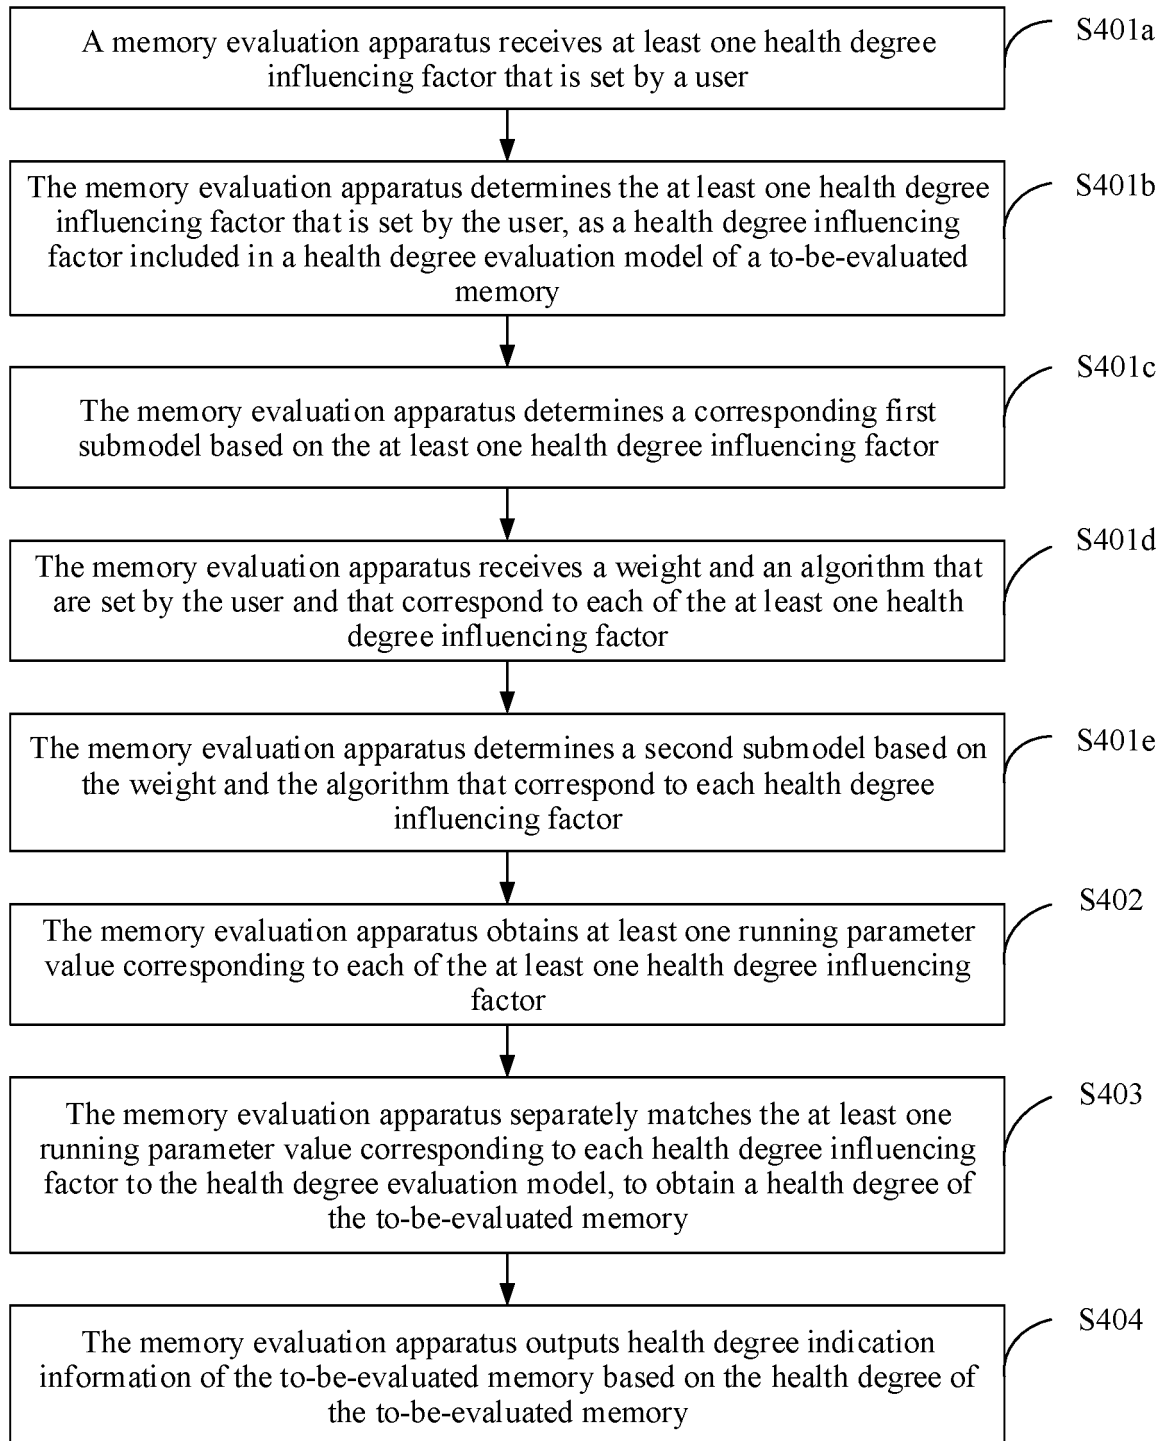 A memory evaluation apparatus receives at least one health degree
influencing factor that is set by a user
S401a
The memory evaluation apparatus determines the at least one health degree
influencing factor that is set by the user, as a health degree influencing
factor included in a health degree evaluation model of a to-be-evaluated
memory
S401b
The memory evaluation apparatus determines a corresponding first
submodel based on the at least one health degree influencing factor
S401c
The memory evaluation apparatus receives a weight and an algorithm that
are set by the user and that correspond to each of the at least one health
degree influencing factor
S401d
The memory evaluation apparatus determines a second submodel based on
the weight and the algorithm that correspond to each health degree
influencing factor
S401e
The memory evaluation apparatus obtains at least one running parameter
value corresponding to each of the at least one health degree influencing
factor
S402
The memory evaluation apparatus separately matches the at least one
running parameter value corresponding to each health degree influencing
factor to the health degree evaluation model, to obtain a health degree of
the to-be-evaluated memory
S403
The memory evaluation apparatus outputs health degree indication
information of the to-be-evaluated memory based on the health degree of
the to-be-evaluated memory
S404